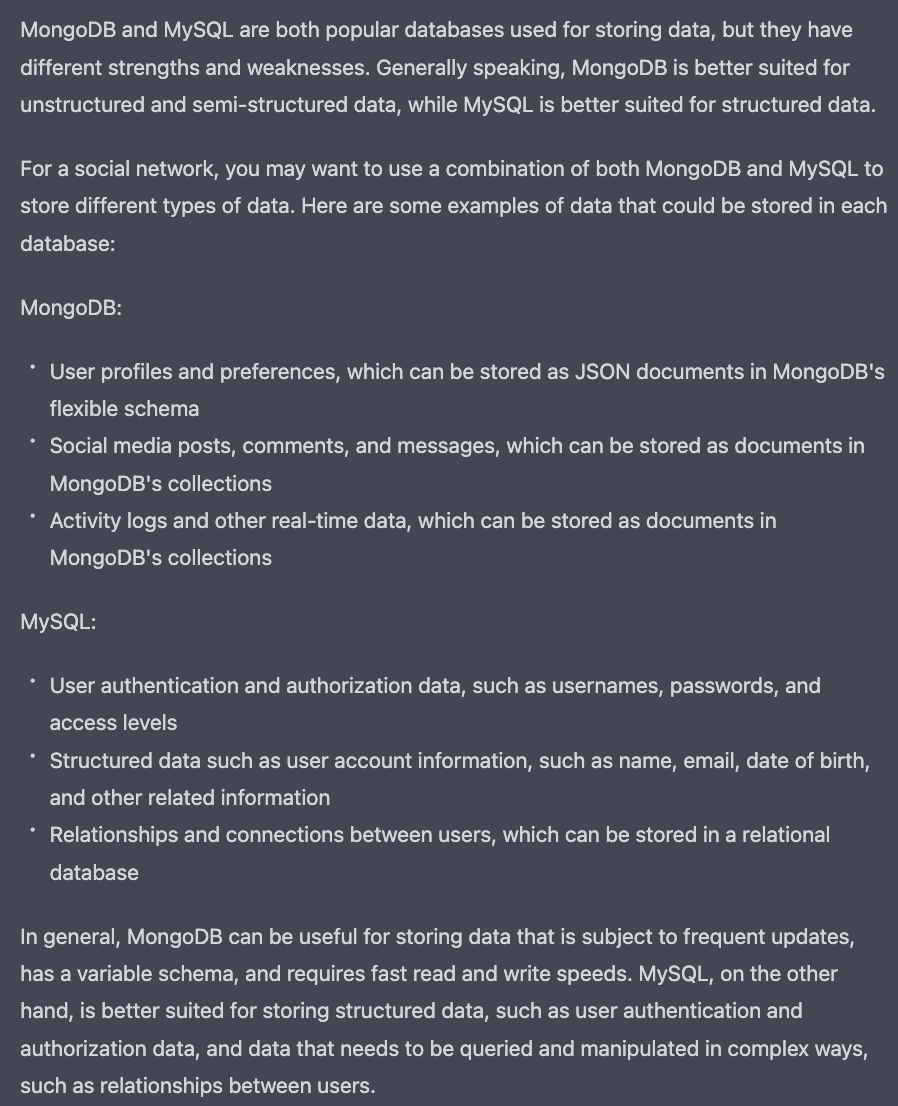 MongoDB and MySQL are both popular databases used for storing data, but they have
different strengths and weaknesses. Generally speaking, MongoDB is better suited for
unstructured and semi-structured data, while MySQL is better suited for structured data.
For a social network, you may want to use a combination of both MongoDB and MySQL to
store different types of data. Here are some examples of data that could be stored in each
database:
MongoDB:
• User profiles and preferences, which can be stored as JSON documents in MongoDB's
flexible schema
• Social media posts, comments, and messages, which can be stored as documents in
MongoDB's collections
• Activity logs and other real-time data, which can be stored as documents in
MongoDB's collections
MySQL:
• User authentication and authorization data, such as usernames, passwords, and
access levels
• Structured data such as user account information, such as name, email, date of birth,
and other related information
• Relationships and connections between users, which can be stored in a relational
database
In general, MongoDB can be useful for storing data that is subject to frequent updates,
has a variable schema, and requires fast read and write speeds. MySQL, on the other
hand, is better suited for storing structured data, such as user authentication and
authorization data, and data that needs to be queried and manipulated in complex ways,
such as relationships between users.